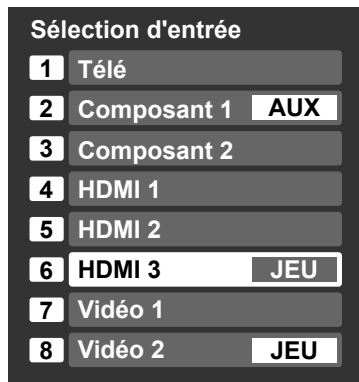 Sélection d'entrée
1 Télé
2 Composant 1 AUX
3 Composant 2
4 HDMI 1
5 HDMI 2
6 HDMI 3 JEU
7 Vidéo 1
8 Vidéo 2 JEU